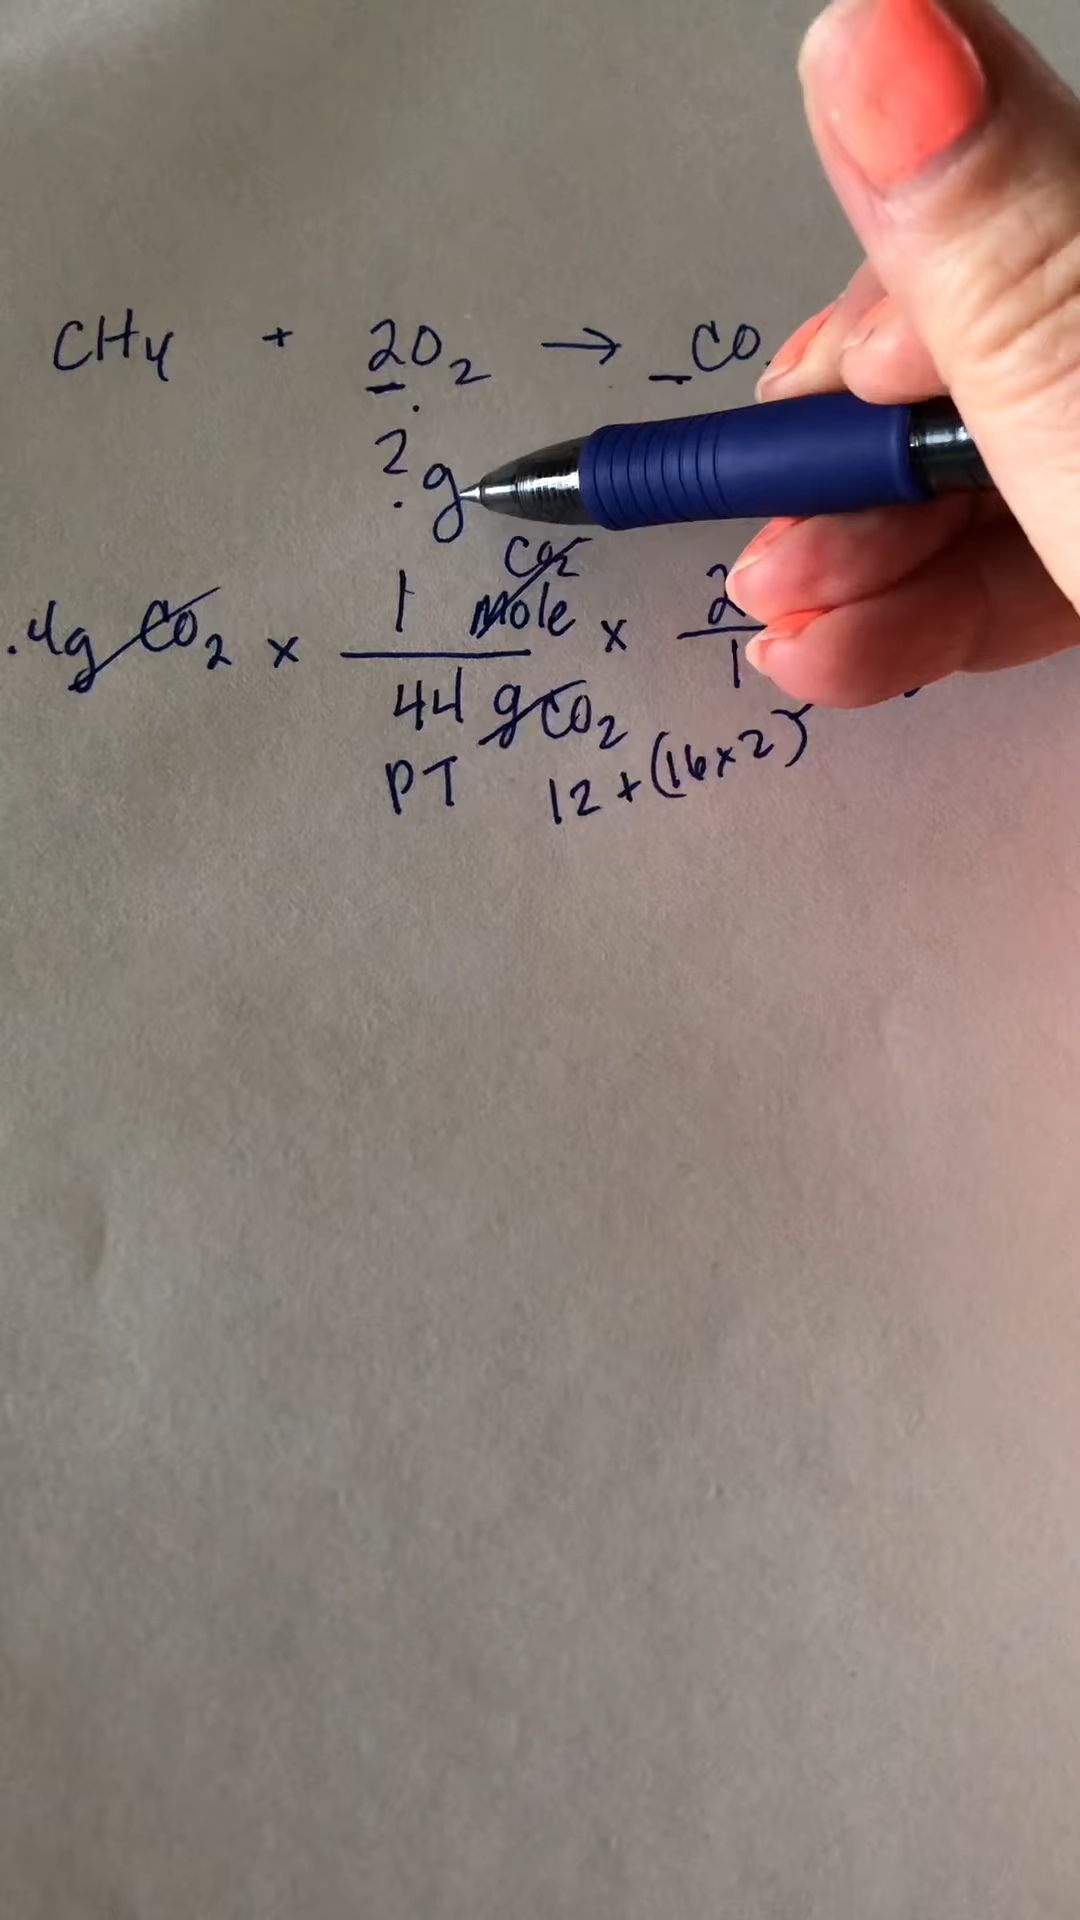 CH4 + 2O2 → _CO
? g
CO2
.4g CO2 × 1 mole × 2
44 g CO2 1
PT 12 + (16×2)